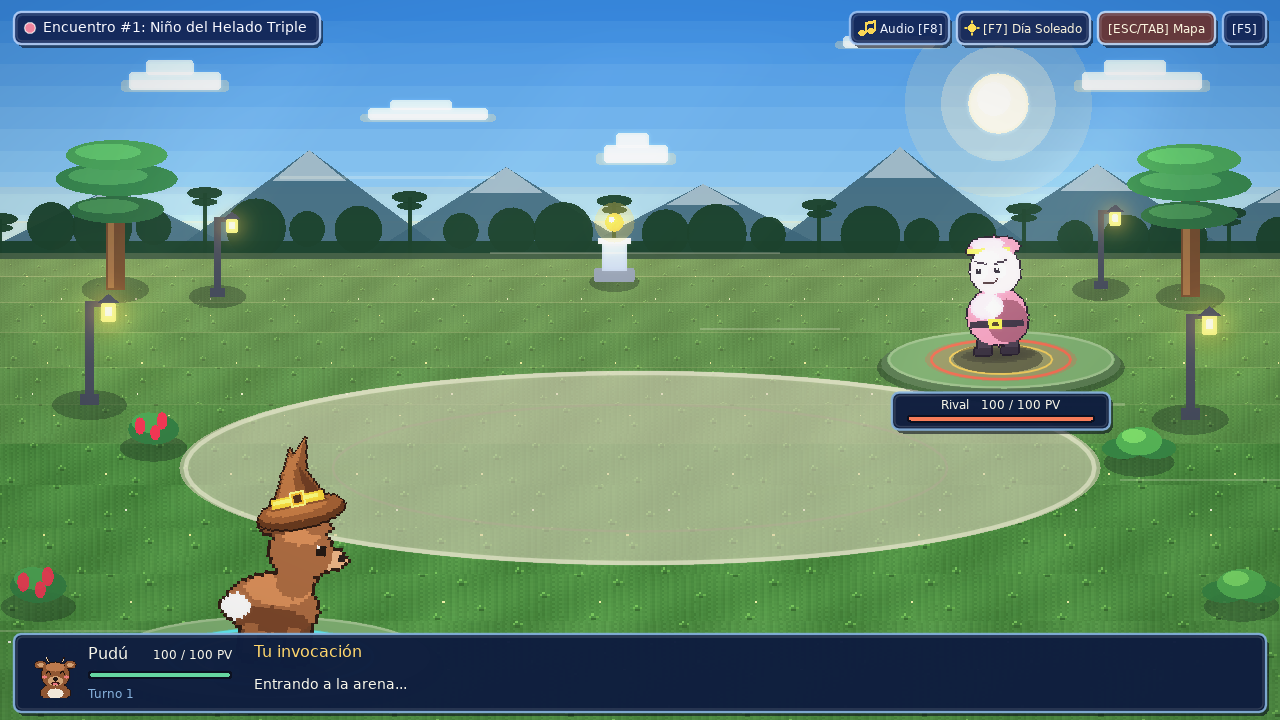 Encuentro #1: Niño del Helado Triple
Audio [F8]
[F7] Día Soleado
[ESC/TAB] Mapa
[F5]
Rival 100 / 100 PV
Pudú 100 / 100 PV
Turno 1
Tu invocación
Entrando a la arena...